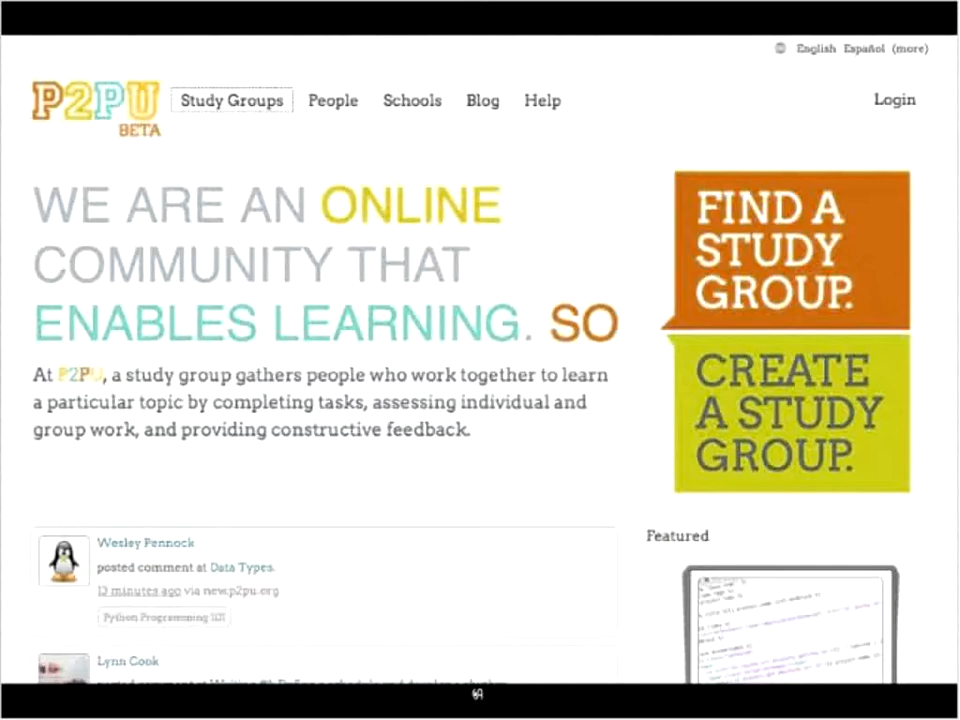 English Español (more)
P2PU
BETA
Study Groups People Schools Blog Help Login
WE ARE AN ONLINE
COMMUNITY THAT
ENABLES LEARNING. SO
At P2PU, a study group gathers people who work together to learn
a particular topic by completing tasks, assessing individual and
group work, and providing constructive feedback.
FIND A
STUDY
GROUP.
CREATE
A STUDY
GROUP.
Wesley Pennock
posted comment at Data Types.
13 minutes ago via new.p2pu.org
Python Programming 101
Lynn Cook
Featured